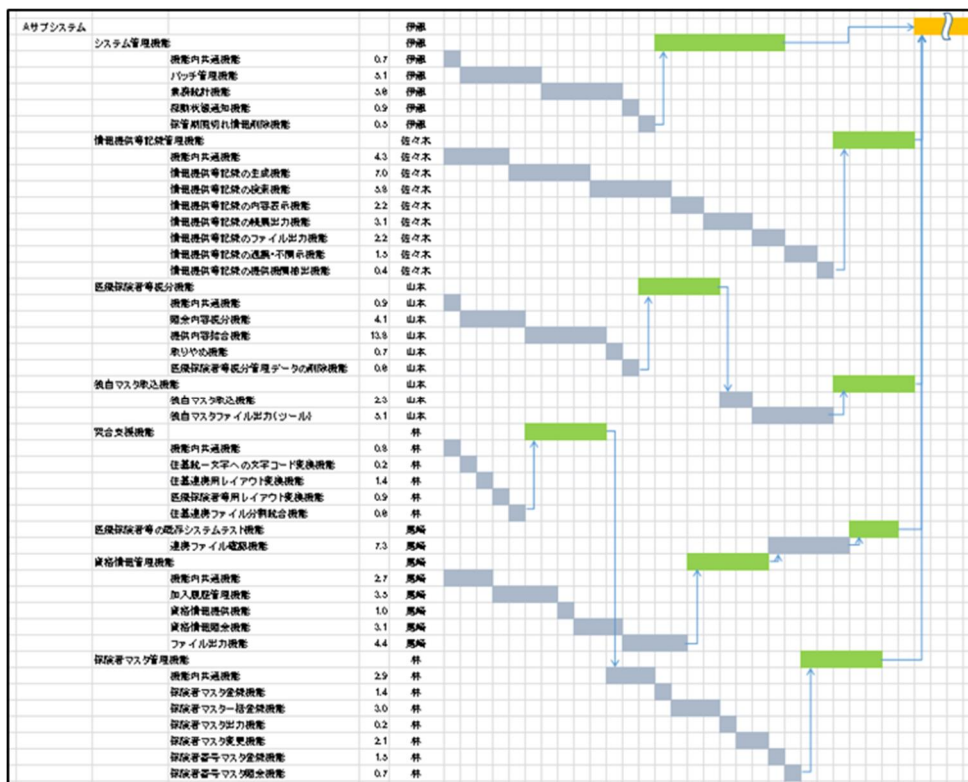 Aサブシステム 伊藤
システム管理機能 伊藤
機能内共通機能 0.7 伊藤
バッチ管理機能 5.1 伊藤
業務統計機能 5.8 伊藤
稼動状態通知機能 0.9 伊藤
保管期間切れ情報削除機能 0.5 伊藤
情報提供等記録管理機能 佐々木
機能内共通機能 4.3 佐々木
情報提供等記録の生成機能 7.0 佐々木
情報提供等記録の検索機能 5.8 佐々木
情報提供等記録の内容表示機能 2.2 佐々木
情報提供等記録の帳票出力機能 3.1 佐々木
情報提供等記録のファイル出力機能 2.2 佐々木
情報提供等記録の過誤・不開示機能 1.5 佐々木
情報提供等記録の提供機関抽出機能 0.4 佐々木
医療保険者等振分機能 山本
機能内共通機能 0.9 山本
照会内容振分機能 4.1 山本
提供内容結合機能 13.8 山本
取りやめ機能 0.7 山本
医療保険者等振分管理データの削除機能 0.8 山本
独自マスタ取込機能 山本
独自マスタ取込機能 2.3 山本
独自マスタファイル出力(ツール) 5.1 山本
突合支援機能 林
機能内共通機能 0.8 林
住基統一文字への文字コード変換機能 0.2 林
住基連携用レイアウト変換機能 1.4 林
医療保険者等用レイアウト変換機能 0.9 林
住基連携ファイル分割統合機能 0.8 林
医療保険者等の既存システムテスト機能 尾崎
連携ファイル確認機能 7.3 尾崎
資格情報管理機能 尾崎
機能内共通機能 2.7 尾崎
加入履歴管理機能 3.5 尾崎
資格情報提供機能 1.0 尾崎
資格情報照会機能 3.1 尾崎
ファイル出力機能 4.4 尾崎
保険者マスタ管理機能 林
機能内共通機能 2.9 林
保険者マスタ登録機能 1.4 林
保険者マスタ一括登録機能 3.0 林
保険者マスタ出力機能 0.2 林
保険者マスタ変更機能 2.1 林
保険者番号マスタ登録機能 1.5 林
保険者番号マスタ照会機能 0.7 林